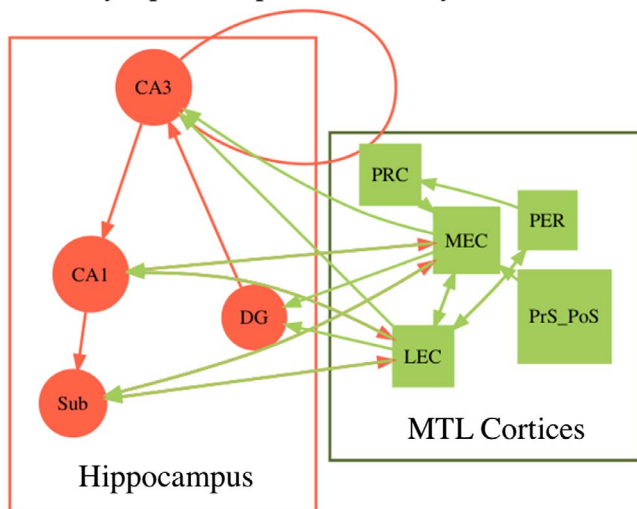 CA3
PRC
PER
MEC
CA1
DG
PrS_PoS
LEC
Sub
MTL Cortices
Hippocampus